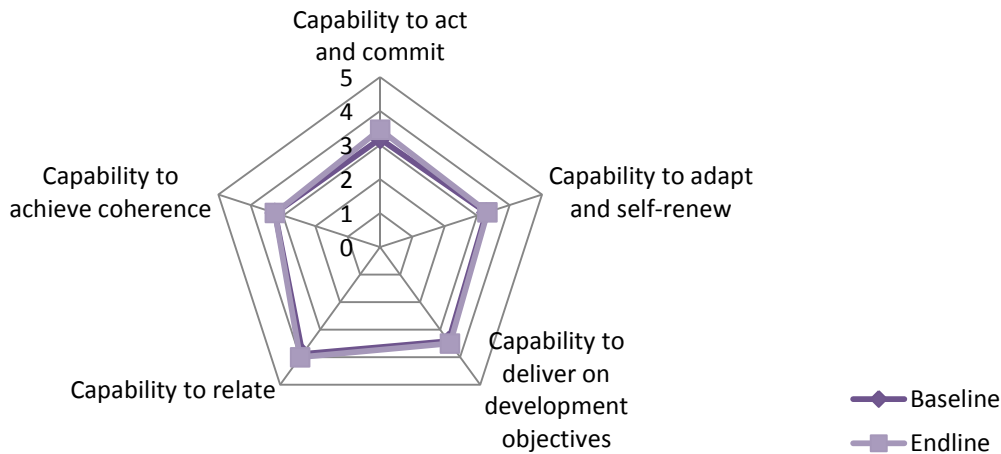 Capability to act
and commit
5
4
3
2
1
0
Capability to adapt
and self-renew
Capability to
deliver on
development
objectives
Capability to relate
Capability to
achieve coherence
Baseline
Endline